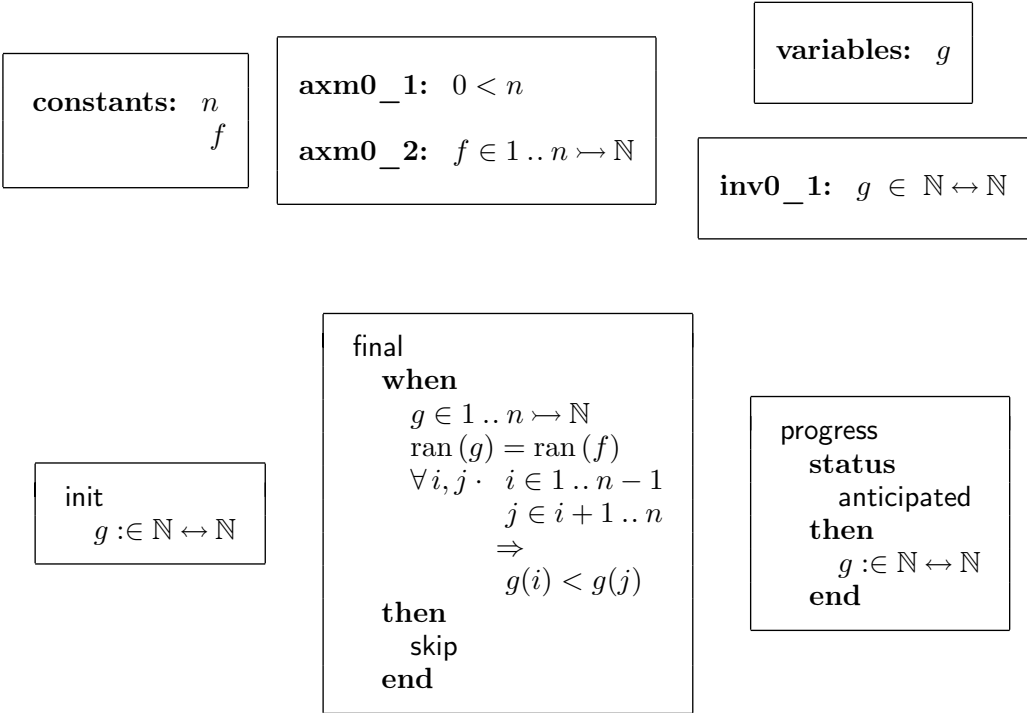 constants: n
f
axm0_1: 0 < n
axm0_2: f ∈ 1 .. n ↣ ℕ
variables: g
inv0_1: g ∈ ℕ ↔ ℕ
init
g :∈ ℕ ↔ ℕ
final
when
g ∈ 1 .. n ↣ ℕ
ran (g) = ran (f)
∀ i, j · i ∈ 1 .. n − 1
j ∈ i + 1 .. n
⇒
g(i) < g(j)
then
skip
end
progress
status
anticipated
then
g :∈ ℕ ↔ ℕ
end